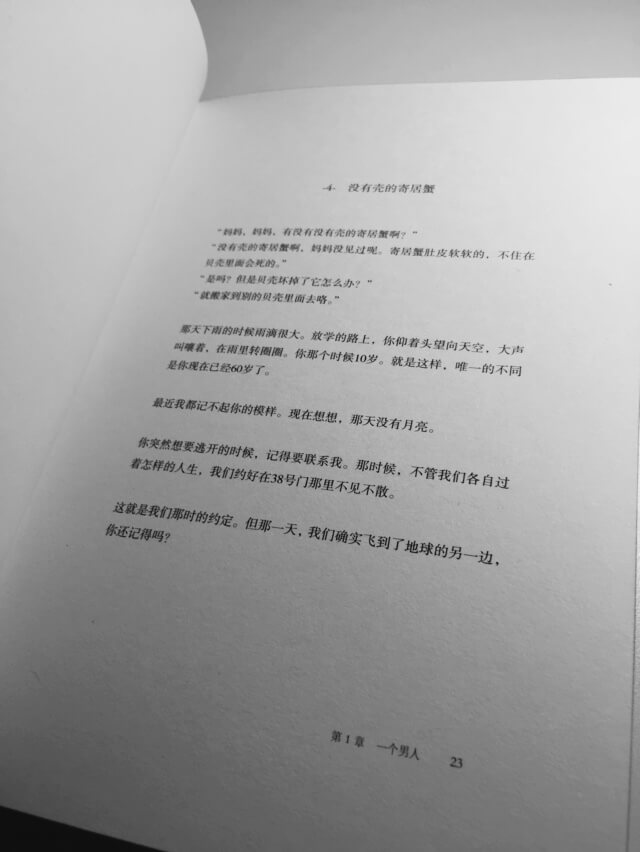 4. 没有壳的寄居蟹
“妈妈，妈妈，有没有没有壳的寄居蟹啊？”
“没有壳的寄居蟹啊，妈妈没见过呢。寄居蟹肚皮软软的，不住在
贝壳里面会死的。”
“是吗？但是贝壳坏掉了它怎么办？”
“就搬家到别的贝壳里面去咯。”
那天下雨的时候雨滴很大。放学的路上，你仰着头望向天空，大声
叫嚷着，在雨里转圈圈。你那个时候10岁。就是这样，唯一的不同
是你现在已经60岁了。
最近我都记不起你的模样。现在想想，那天没有月亮。
你突然想要逃开的时候，记得要联系我。那时候，不管我们各自过
着怎样的人生，我们约好在38号门那里不见不散。
这就是我们那时的约定。但那一天，我们确实飞到了地球的另一边，
你还记得吗？
第1章 一个男人 23